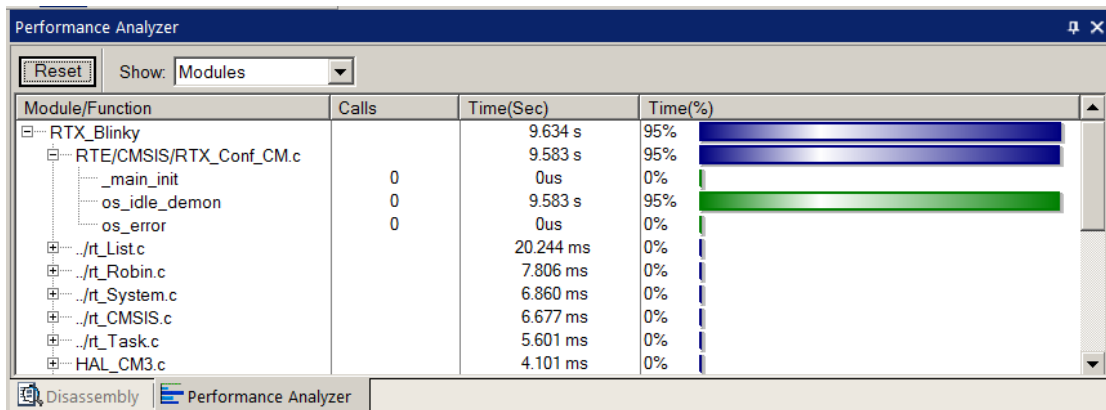 Performance Analyzer
Reset Show: Modules
Module/Function Calls Time(Sec) Time(%)
RTX_Blinky 9.634 s 95%
RTE/CMSIS/RTX_Conf_CM.c 9.583 s 95%
_main_init 0 0us 0%
os_idle_demon 0 9.583 s 95%
os_error 0 0us 0%
../rt_List.c 20.244 ms 0%
../rt_Robin.c 7.806 ms 0%
../rt_System.c 6.860 ms 0%
../rt_CMSIS.c 6.677 ms 0%
../rt_Task.c 5.601 ms 0%
HAL_CM3.c 4.101 ms 0%
Disassembly Performance Analyzer